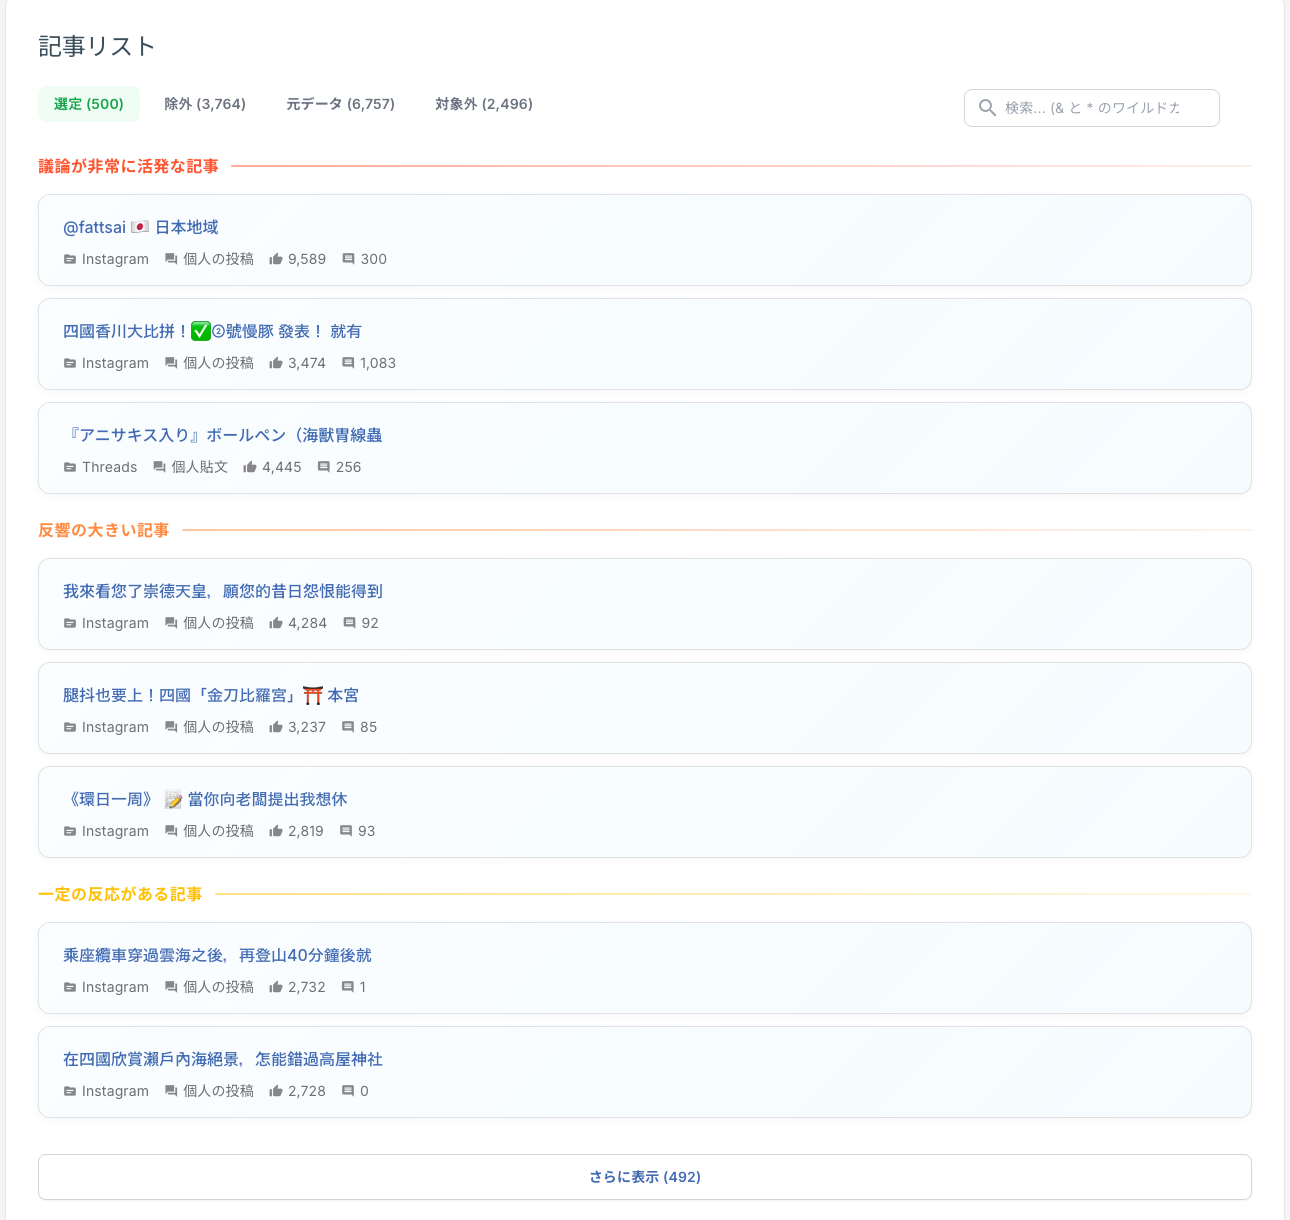 記事リスト
選定 (500) 除外 (3,764) 元データ (6,757) 対象外 (2,496)
検索... (& と * のワイルドカ
議論が非常に活発な記事
@fattsai 🇯🇵 日本地域
Instagram 個人の投稿 9,589 300
四國香川大比拼！✅②號慢豚 發表！ 就有
Instagram 個人の投稿 3,474 1,083
『アニサキス入り』ボールペン（海獸胃線蟲
Threads 個人貼文 4,445 256
反響の大きい記事
我來看您了崇德天皇，願您的昔日怨恨能得到
Instagram 個人の投稿 4,284 92
腿抖也要上！四國「金刀比羅宮」⛩️ 本宮
Instagram 個人の投稿 3,237 85
《環日一周》 📝 當你向老闆提出我想休
Instagram 個人の投稿 2,819 93
一定の反応がある記事
乘座纜車穿過雲海之後，再登山40分鐘後就
Instagram 個人の投稿 2,732 1
在四國欣賞瀨戶內海絕景，怎能錯過高屋神社
Instagram 個人の投稿 2,728 0
さらに表示 (492)